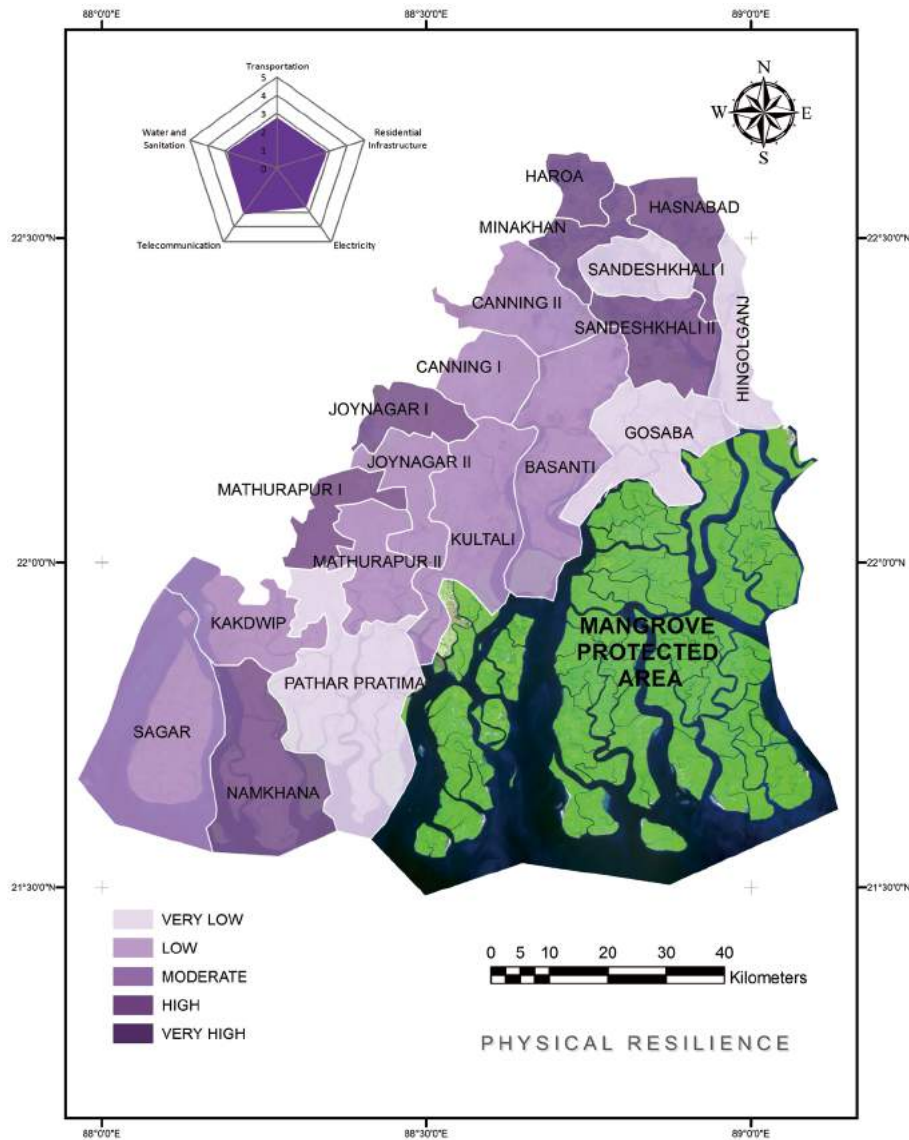 88°0'0"E 88°30'0"E 89°0'0"E
Transportation
5
4
3
2
1
0
Water and
Sanitation
Residential
Infrastructure
Telecommunication
Electricity
N
W E
S
22°30'0"N
22°30'0"N
HAROA
HASNABAD
MINAKHAN
SANDESHKHALI I
CANNING II
SANDESHKHALI II
HINGOLGANJ
CANNING I
JOYNAGAR I
GOSABA
JOYNAGAR II
BASANTI
MATHURAPUR I
KULTALI
MATHURAPUR II
22°0'0"N
22°0'0"N
KAKDWIP
MANGROVE
PROTECTED
AREA
PATHAR PRATIMA
SAGAR
NAMKHANA
21°30'0"N
21°30'0"N
VERY LOW
LOW
MODERATE
HIGH
VERY HIGH
0 5 10 20 30 40
Kilometers
PHYSICAL RESILIENCE
88°0'0"E 88°30'0"E 89°0'0"E